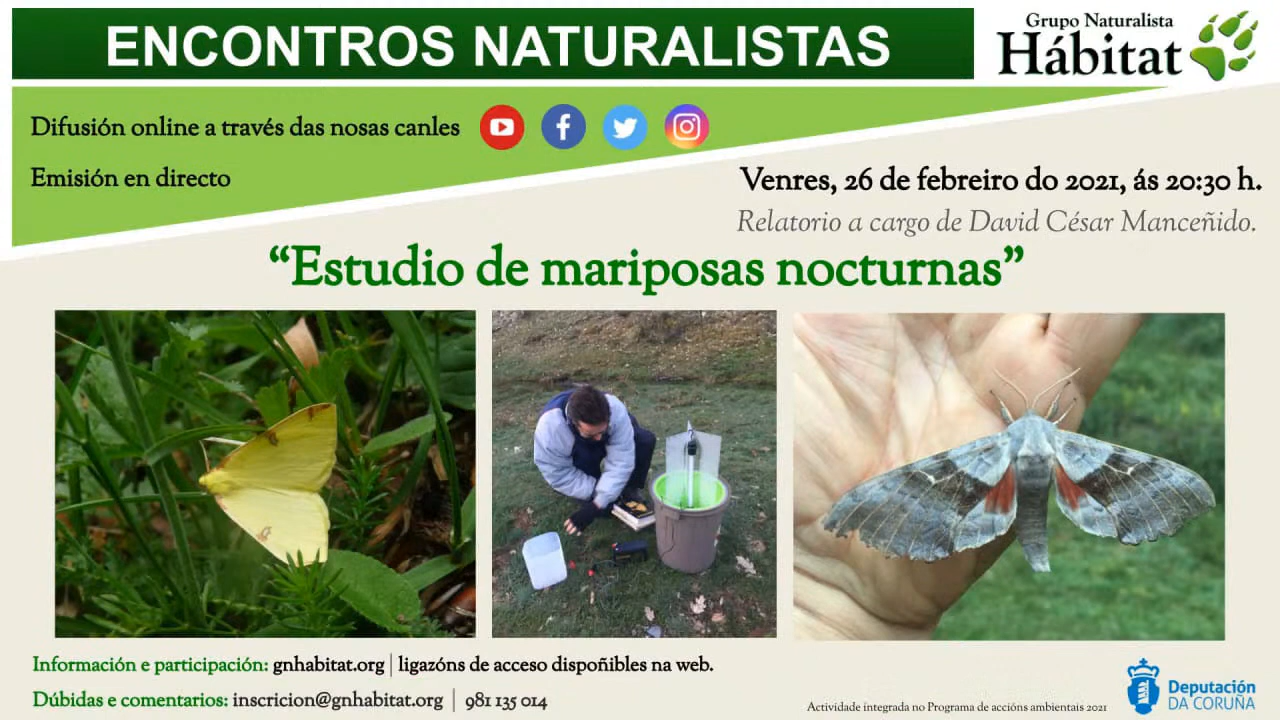 ENCONTROS NATURALISTAS
Grupo Naturalista
Hábitat
Difusión online a través das nosas canles
Emisión en directo
Venres, 26 de febreiro do 2021, ás 20:30 h.
Relatorio a cargo de David César Manceñido.
“Estudio de mariposas nocturnas”
Información e participación: gnhabitat.org | ligazóns de acceso dispoñibles na web.
Dúbidas e comentarios: inscricion@gnhabitat.org | 981 135 014
Actividade integrada no Programa de accións ambientais 2021
Deputación
DA CORUÑA